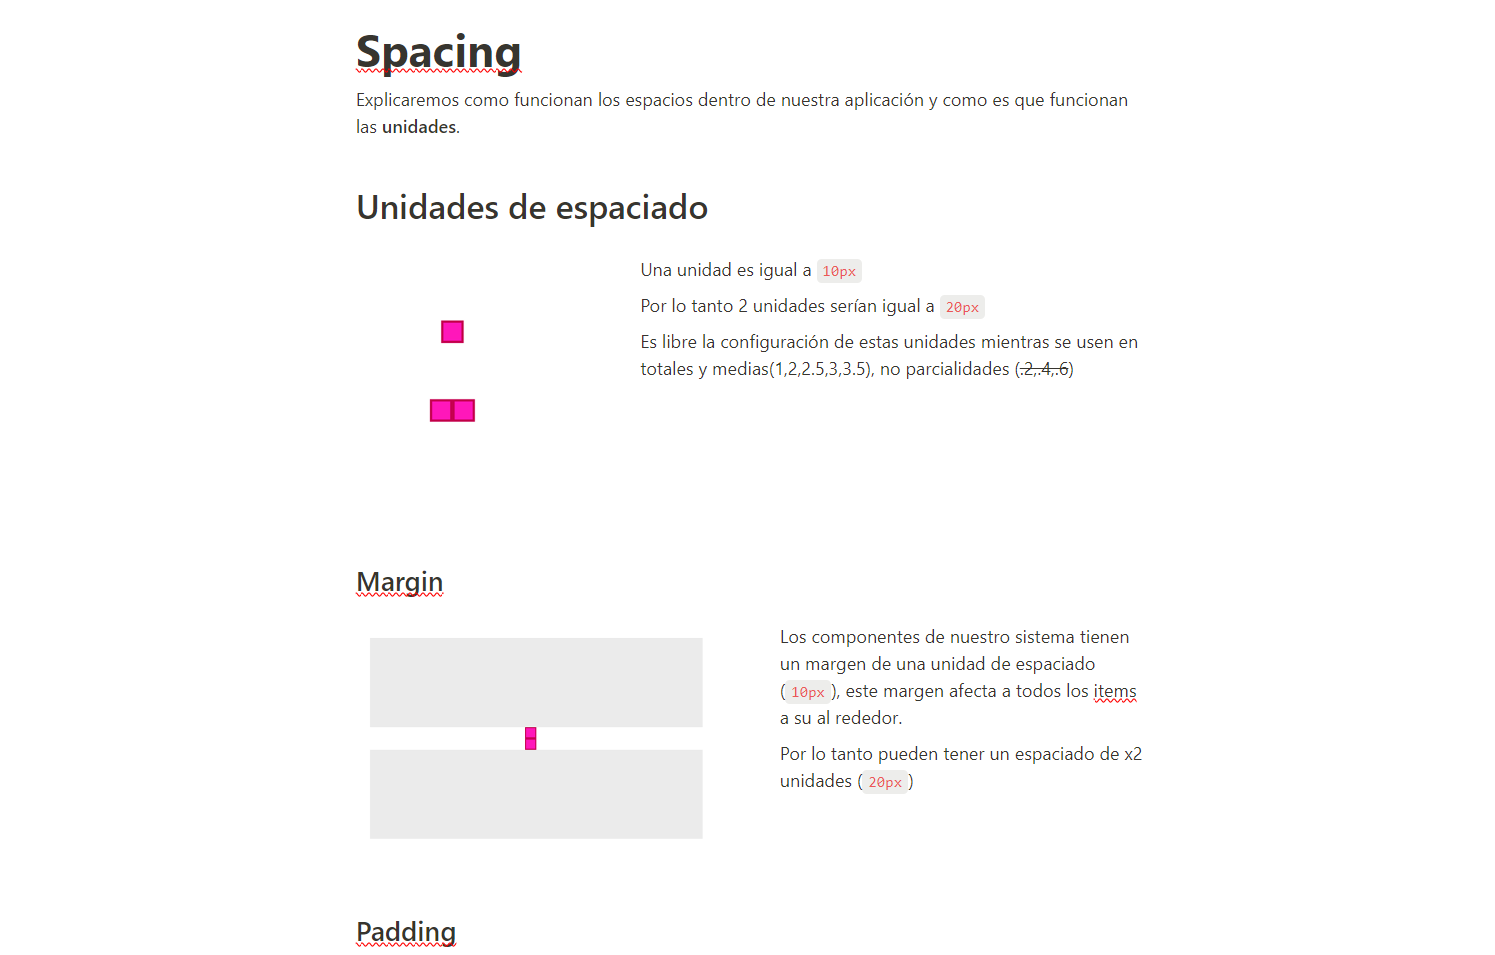 Spacing
Explicaremos como funcionan los espacios dentro de nuestra aplicación y como es que funcionan
las unidades.
Unidades de espaciado
Una unidad es igual a 10px
Por lo tanto 2 unidades serían igual a 20px
Es libre la configuración de estas unidades mientras se usen en
totales y medias(1,2,2.5,3,3.5), no parcialidades (.2,.4,.6)
Margin
Los componentes de nuestro sistema tienen
un margen de una unidad de espaciado
(10px), este margen afecta a todos los items
a su al rededor.
Por lo tanto pueden tener un espaciado de x2
unidades (20px)
Padding